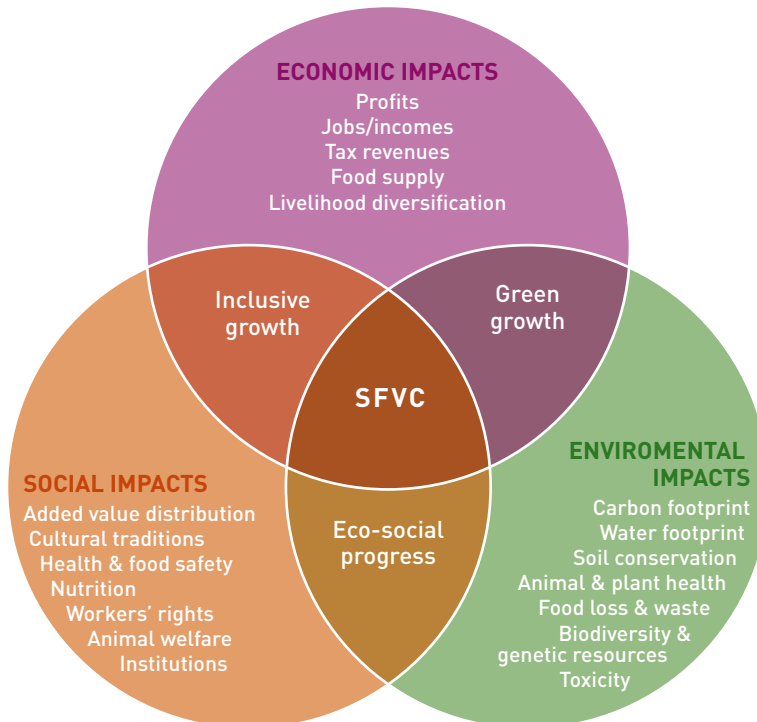 ECONOMIC IMPACTS
Profits
Jobs/incomes
Tax revenues
Food supply
Livelihood diversification
Inclusive
growth
Green
growth
SFVC
SOCIAL IMPACTS
Added value distribution
Cultural traditions
Health & food safety
Nutrition
Workers' rights
Animal welfare
Institutions
Eco-social
progress
ENVIROMENTAL
IMPACTS
Carbon footprint
Water footprint
Soil conservation
Animal & plant health
Food loss & waste
Biodiversity &
genetic resources
Toxicity